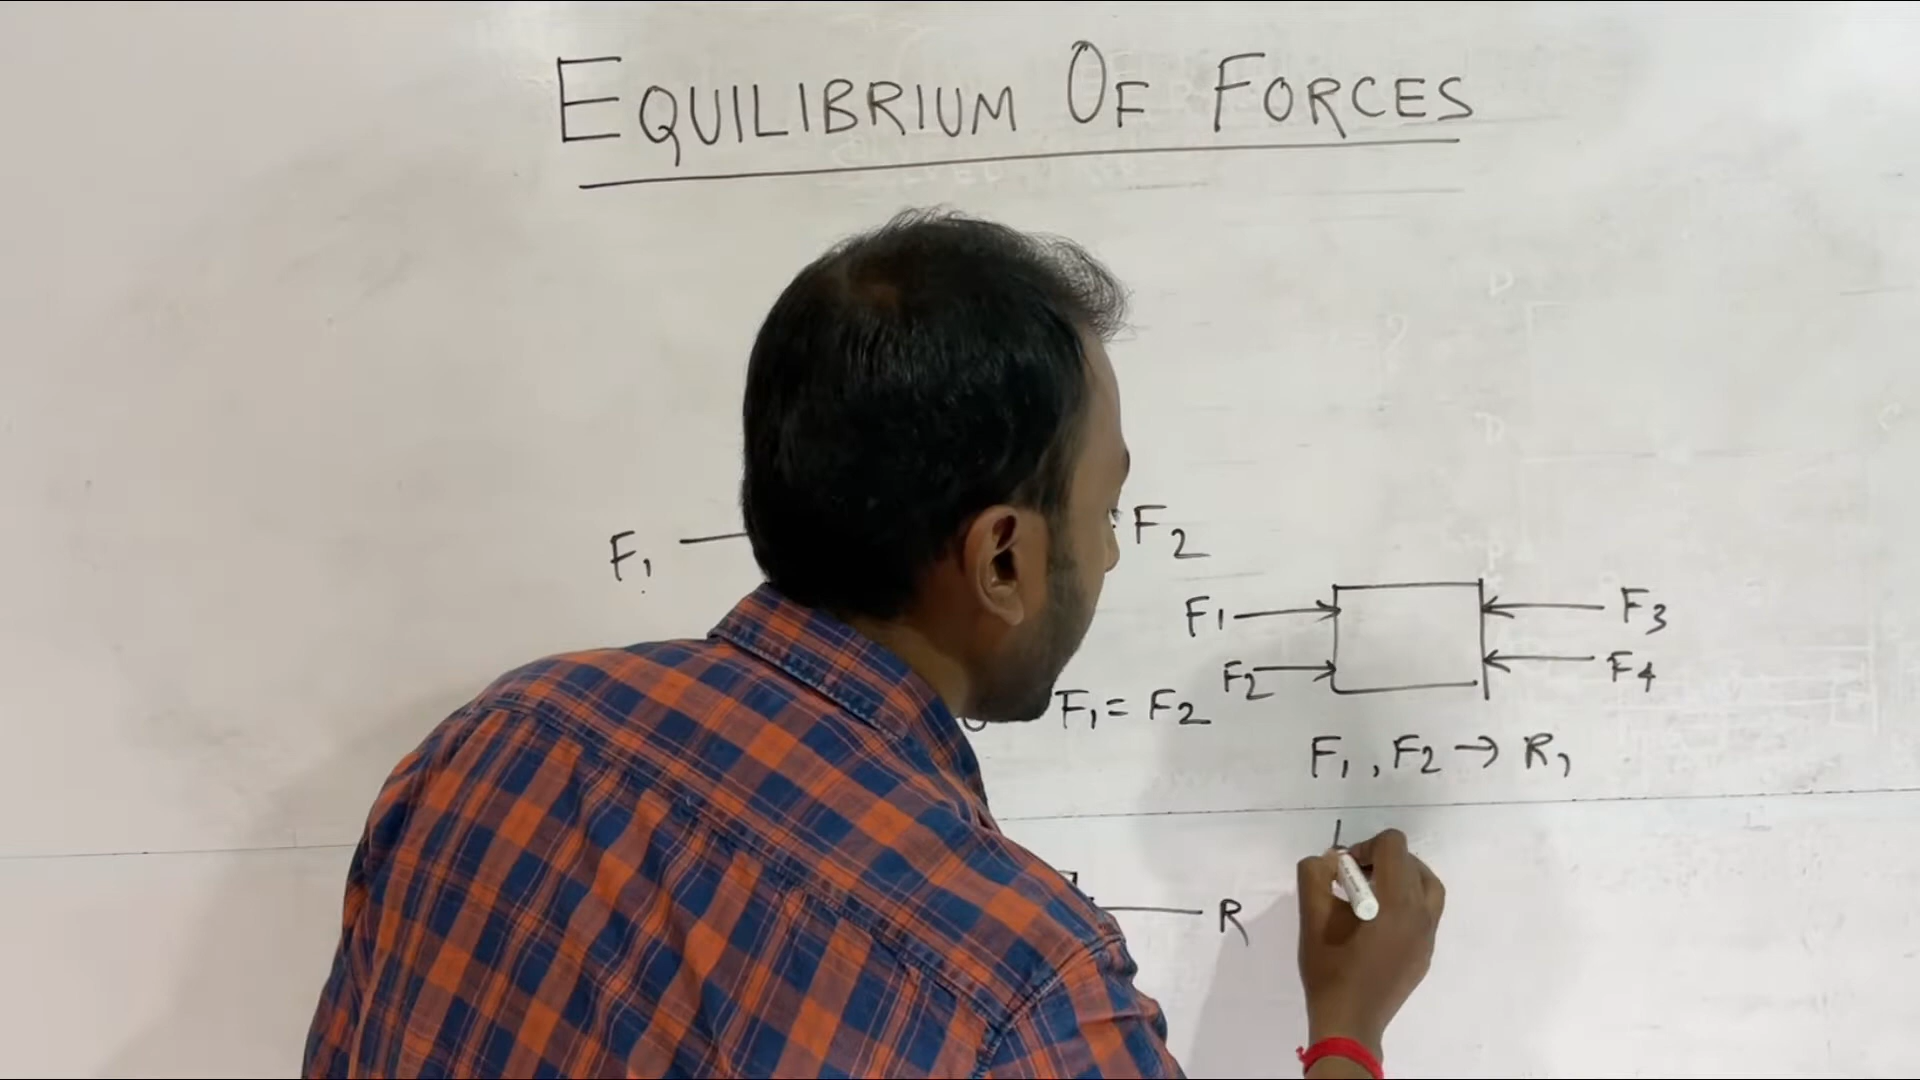 EQUILIBRIUM OF FORCES
F1 F2
F1 F3
F2 F4
F1 = F2
F1, F2 → R1
R